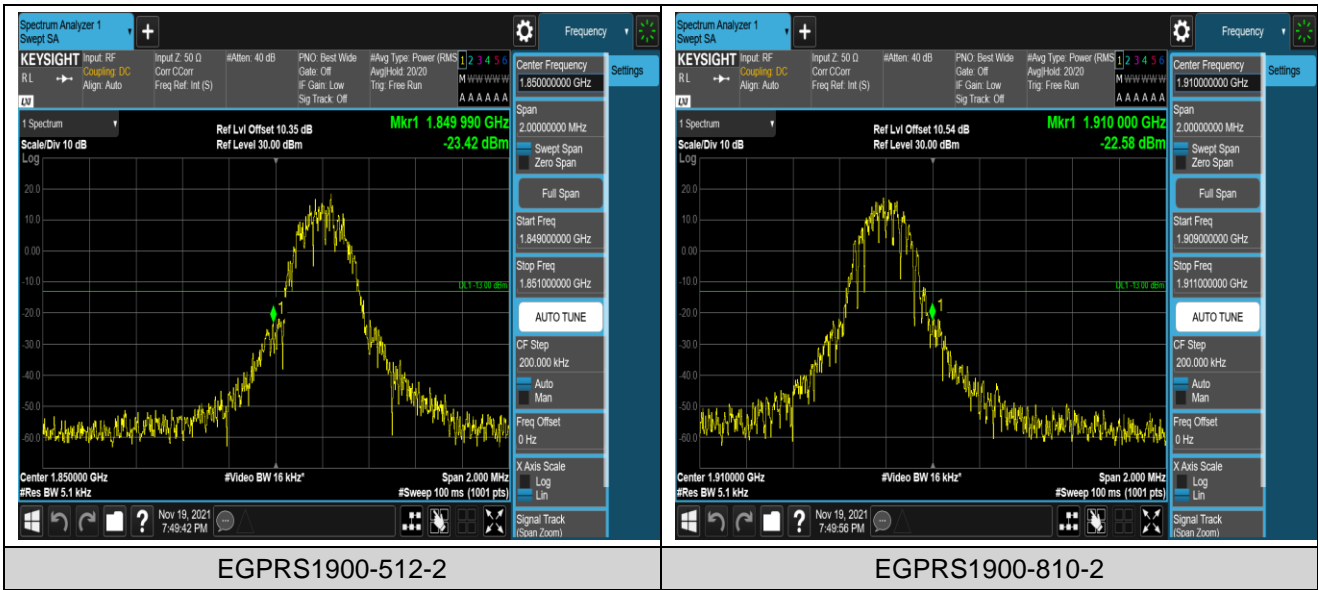 Spectrum Analyzer 1
Swept SA
+
Frequency
KEYSIGHT
RL
LXI
Input: RF
Coupling: DC
Align: Auto
Input Z: 50 Ω
Corr CCorr
Freq Ref: Int (S)
#Atten: 40 dB
PNO: Best Wide
Gate: Off
IF Gain: Low
Sig Track: Off
#Avg Type: Power (RMS
Avg|Hold: 20/20
Trig: Free Run
1 2 3 4 5 6
M W W W W W
A A A A A A
Center Frequency
1.850000000 GHz
Settings
Span
2.00000000 MHz
Swept Span
Zero Span
Full Span
Start Freq
1.849000000 GHz
Stop Freq
1.851000000 GHz
AUTO TUNE
CF Step
200.000 kHz
Auto
Man
Freq Offset
0 Hz
X Axis Scale
Log
Lin
Signal Track
(Span Zoom)
1 Spectrum
Scale/Div 10 dB
Log
Ref Lvl Offset 10.35 dB
Ref Level 30.00 dBm
Mkr1 1.849 990 GHz
-23.42 dBm
20.0
10.0
0.00
-10.0
DL1 -13.00 dBm
1
-20.0
-30.0
-40.0
-50.0
-60.0
Center 1.850000 GHz
#Res BW 5.1 kHz
#Video BW 16 kHz*
Span 2.000 MHz
#Sweep 100 ms (1001 pts)
?
Nov 19, 2021
7:49:42 PM
EGPRS1900-512-2
Spectrum Analyzer 1
Swept SA
+
Frequency
KEYSIGHT
RL
LXI
Input: RF
Coupling: DC
Align: Auto
Input Z: 50 Ω
Corr CCorr
Freq Ref: Int (S)
#Atten: 40 dB
PNO: Best Wide
Gate: Off
IF Gain: Low
Sig Track: Off
#Avg Type: Power (RMS
Avg|Hold: 20/20
Trig: Free Run
1 2 3 4 5 6
M W W W W W
A A A A A A
Center Frequency
1.910000000 GHz
Settings
Span
2.00000000 MHz
Swept Span
Zero Span
Full Span
Start Freq
1.909000000 GHz
Stop Freq
1.911000000 GHz
AUTO TUNE
CF Step
200.000 kHz
Auto
Man
Freq Offset
0 Hz
X Axis Scale
Log
Lin
Signal Track
(Span Zoom)
1 Spectrum
Scale/Div 10 dB
Log
Ref Lvl Offset 10.54 dB
Ref Level 30.00 dBm
Mkr1 1.910 000 GHz
-22.58 dBm
20.0
10.0
0.00
-10.0
DL1 -13.00 dBm
1
-20.0
-30.0
-40.0
-50.0
-60.0
Center 1.910000 GHz
#Res BW 5.1 kHz
#Video BW 16 kHz*
Span 2.000 MHz
#Sweep 100 ms (1001 pts)
?
Nov 19, 2021
7:49:56 PM
EGPRS1900-810-2